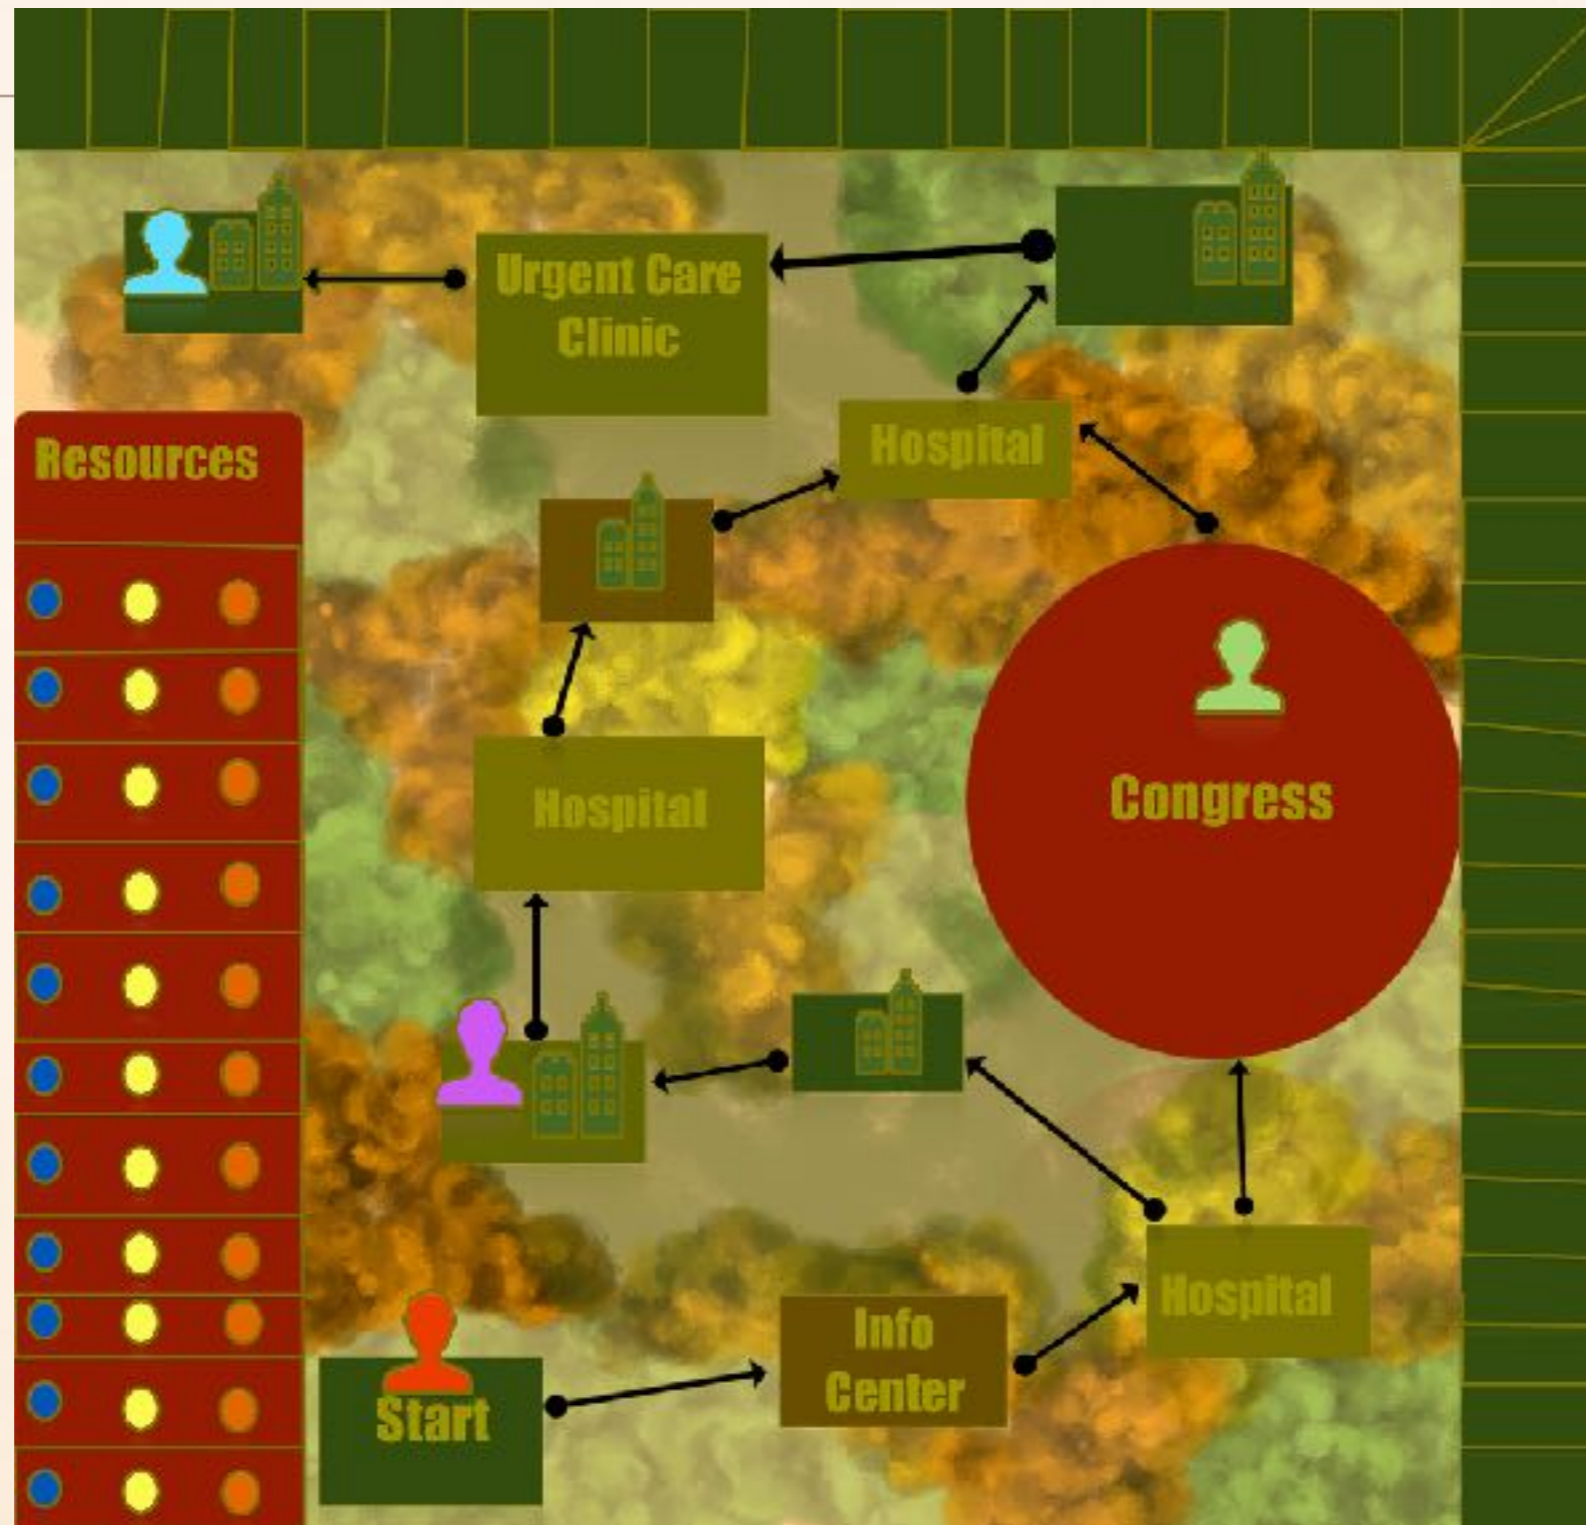 Urgent Care
Clinic
Hospital
Resources
Hospital
Congress
Hospital
Info
Center
Start